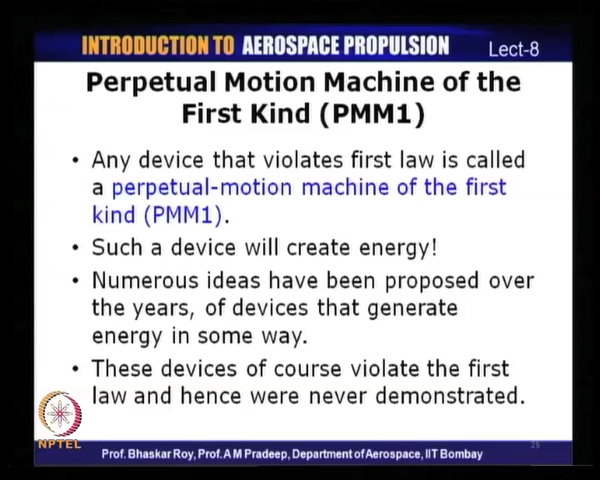 INTRODUCTION TO AEROSPACE PROPULSION
Lect-8
Perpetual Motion Machine of the
First Kind (PMM1)
• Any device that violates first law is called
a perpetual-motion machine of the first
kind (PMM1).
• Such a device will create energy!
• Numerous ideas have been proposed over
the years, of devices that generate
energy in some way.
• These devices of course violate the first
law and hence were never demonstrated.
NPTEL
25
Prof. Bhaskar Roy, Prof. A M Pradeep, Department of Aerospace, IIT Bombay